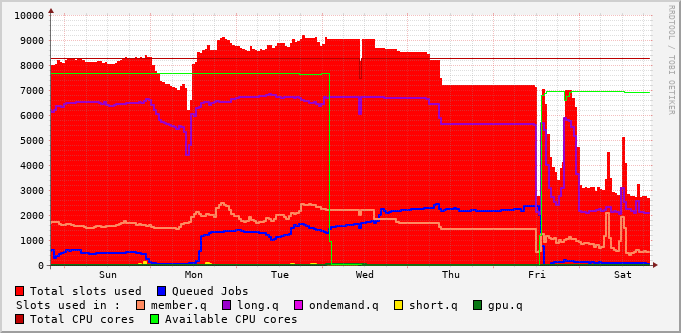 10000
9000
8000
7000
6000
5000
4000
3000
2000
1000
0
Sun Mon Tue Wed Thu Fri Sat
RRDTOOL / TOBI OETIKER
Total slots used Queued Jobs
Slots used in : member.q long.q ondemand.q short.q gpu.q
Total CPU cores Available CPU cores